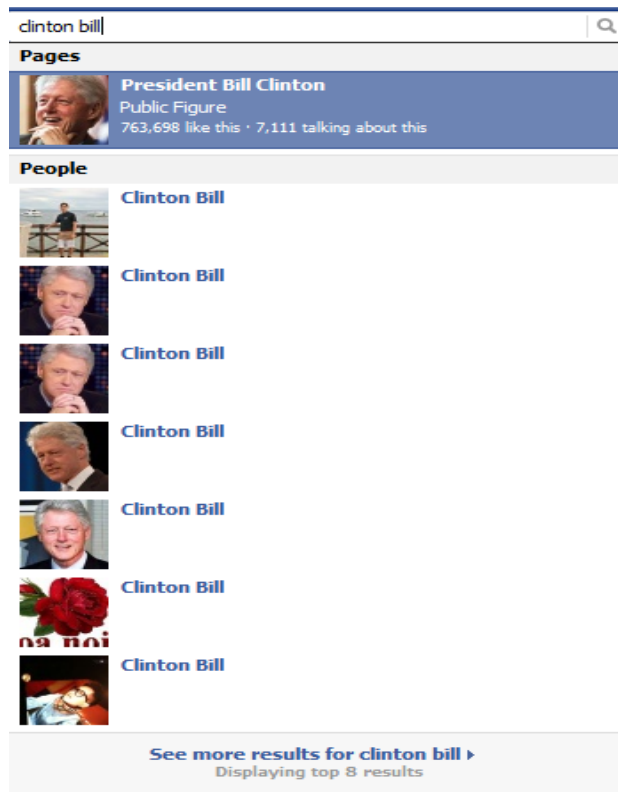 clinton bill
Pages
President Bill Clinton
Public Figure
763,698 like this · 7,111 talking about this
People
Clinton Bill
Clinton Bill
Clinton Bill
Clinton Bill
Clinton Bill
Clinton Bill
oa noi
Clinton Bill
See more results for clinton bill
Displaying top 8 results